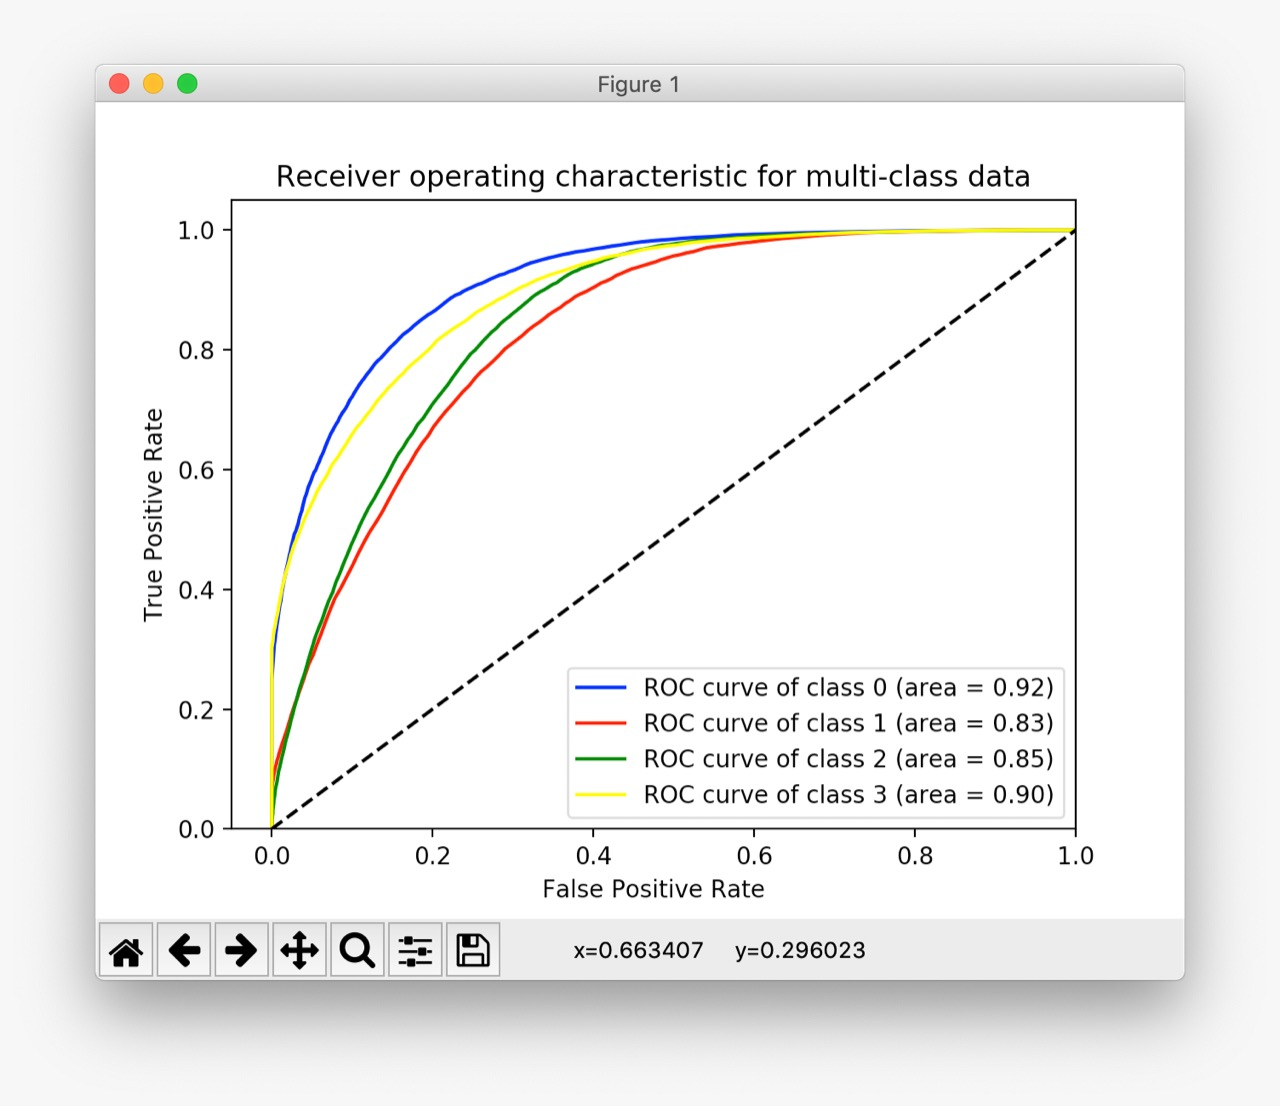 Figure 1
Receiver operating characteristic for multi-class data
1.0
0.8
0.6
0.4
0.2
0.0
True Positive Rate
ROC curve of class 0 (area = 0.92)
ROC curve of class 1 (area = 0.83)
ROC curve of class 2 (area = 0.85)
ROC curve of class 3 (area = 0.90)
0.0 0.2 0.4 0.6 0.8 1.0
False Positive Rate
x=0.663407 y=0.296023